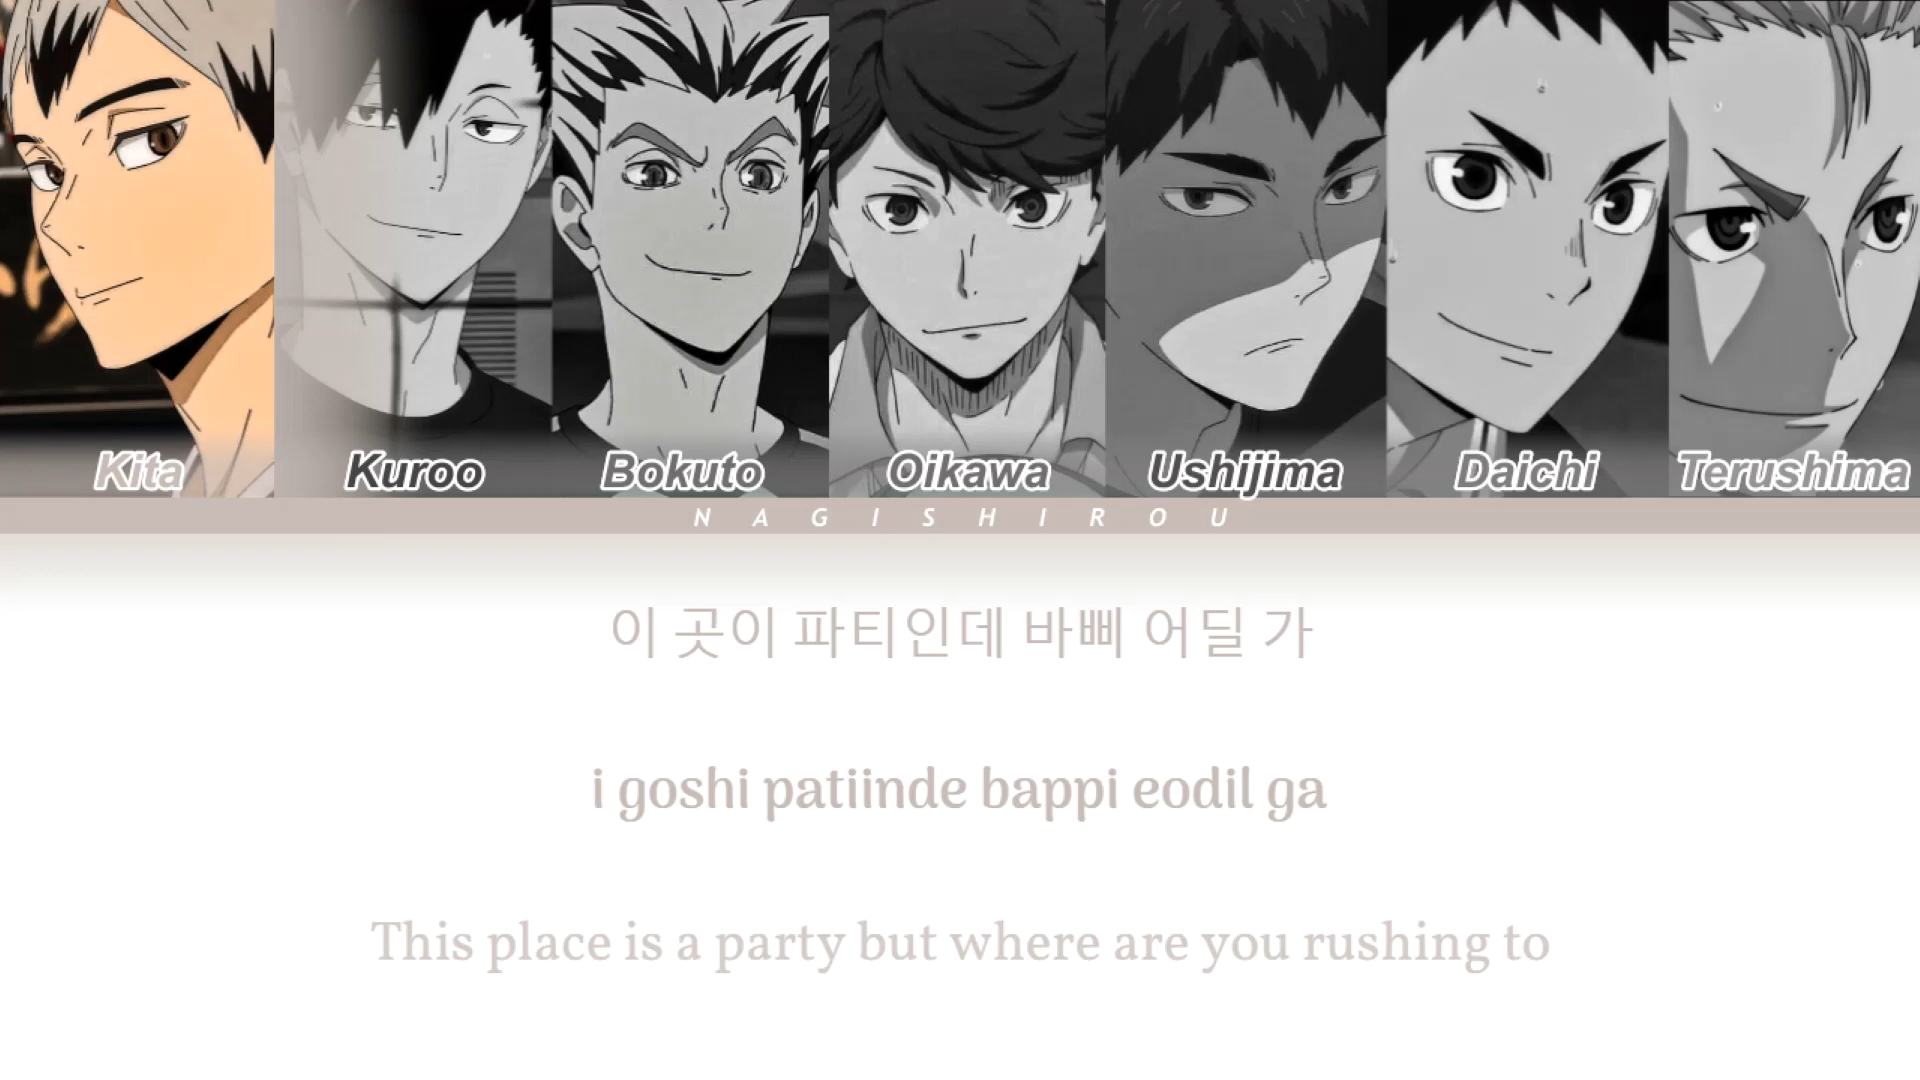 Kita Kuroo Bokuto Oikawa Ushijima Daichi Terushima
NAGISHIROU
이 곳이 파티인데 바삐 어딜 가
i goshi patiinde bappi eodil ga
This place is a party but where are you rushing to